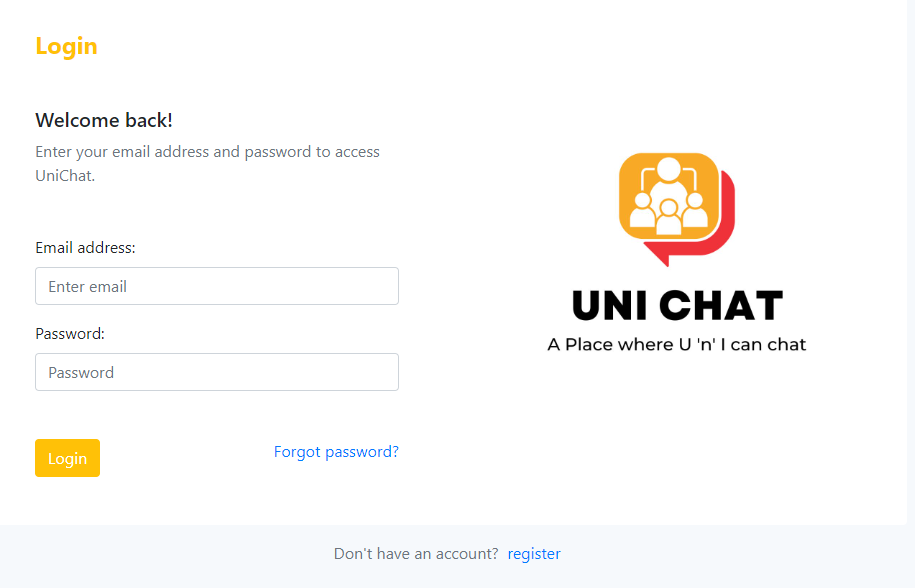 Login
Welcome back!
Enter your email address and password to access
UniChat.
Email address:
Enter email
Password:
Password
Login
Forgot password?
UNI CHAT
A Place where U 'n' I can chat
Don't have an account? register